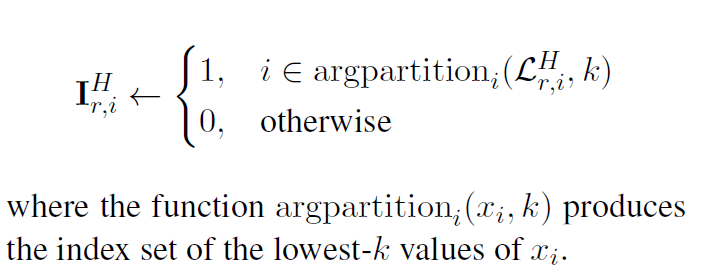 I^H_{r,i} ← { 1, i ∈ argpartition_i(ℒ^H_{r,i}, k)
0, otherwise
where the function argpartition_i(x_i, k) produces
the index set of the lowest-k values of x_i.